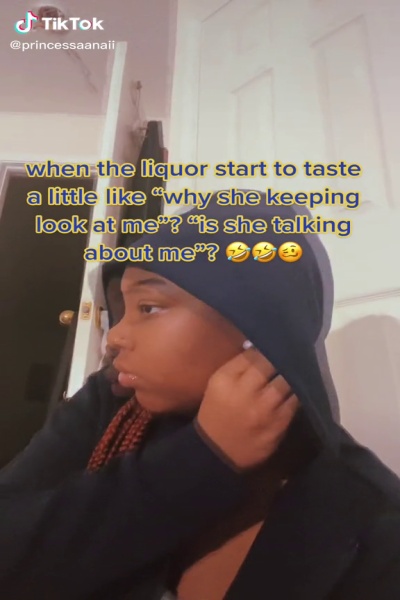 TikTok
@princessaanaii
when the liquor start to taste
a little like “why she keeping
look at me”? “is she talking
about me”? 🤣🤣🥴